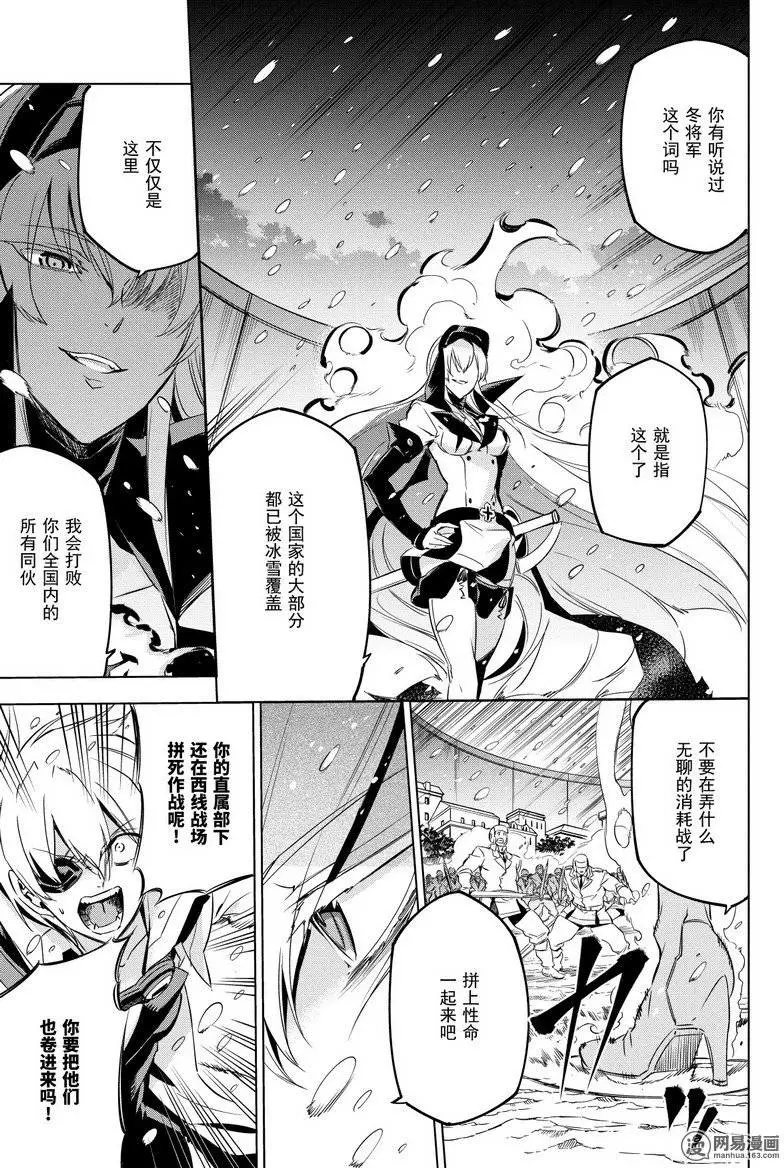 你有听说过
冬将军
这个词吗
就是指
这个了
这个国家的大部分
都已被冰雪覆盖
不仅仅是
这里
我会打败
你们全国内的
所有同伙
不要在弄什么
无聊的消耗战了
拼上性命
一起来吧
カッ
你的直属部下
还在西线战场
拼死作战呢！
你要把他们
也卷进来吗！
网易漫画
manhua.163.com